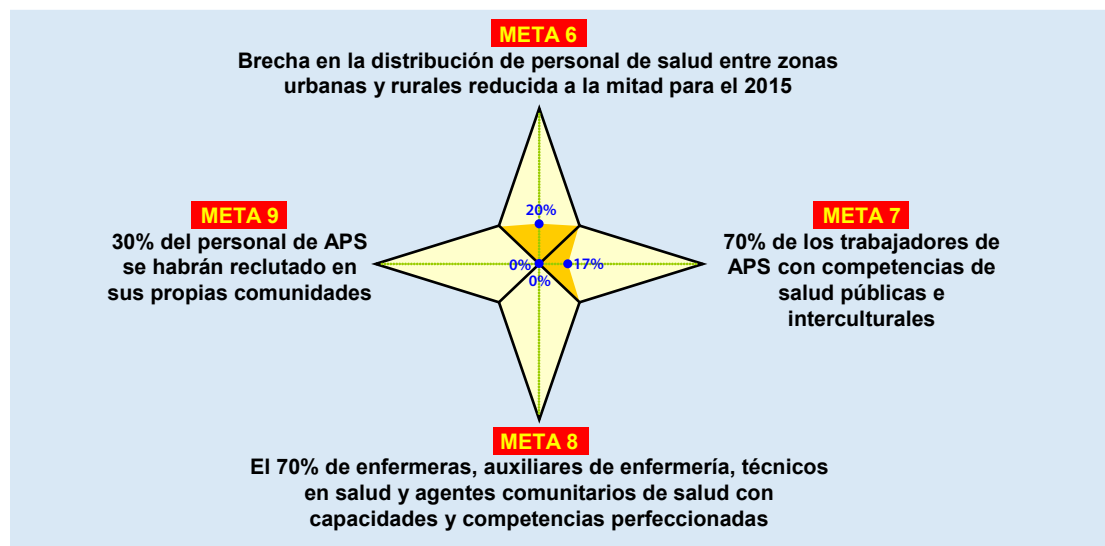 META 6
Brecha en la distribución de personal de salud entre zonas
urbanas y rurales reducida a la mitad para el 2015
META 9
30% del personal de APS
se habrán reclutado en
sus propias comunidades
20%
0%
17%
0%
META 7
70% de los trabajadores de
APS con competencias de
salud públicas e
interculturales
META 8
El 70% de enfermeras, auxiliares de enfermería, técnicos
en salud y agentes comunitarios de salud con
capacidades y competencias perfeccionadas